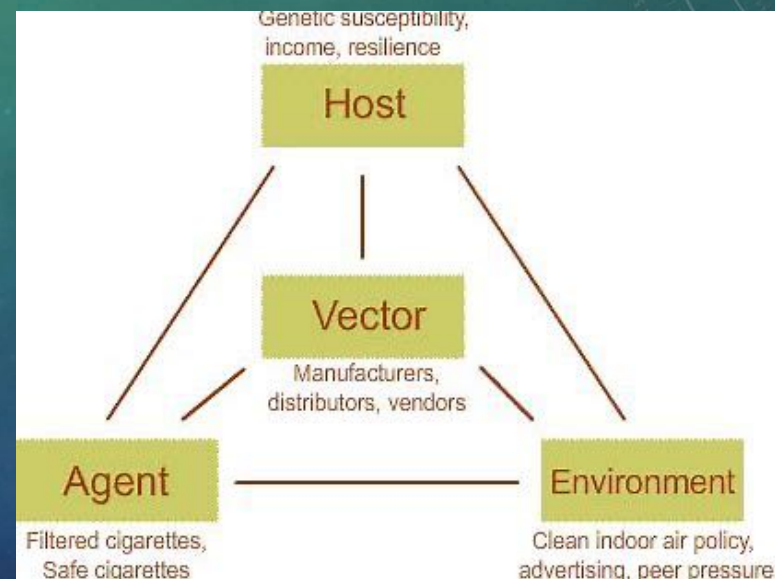 Genetic susceptibility,
income, resilience
Host
Vector
Manufacturers,
distributors, vendors
Agent
Environment
Filtered cigarettes,
Safe cigarettes
Clean indoor air policy,
advertising, peer pressure